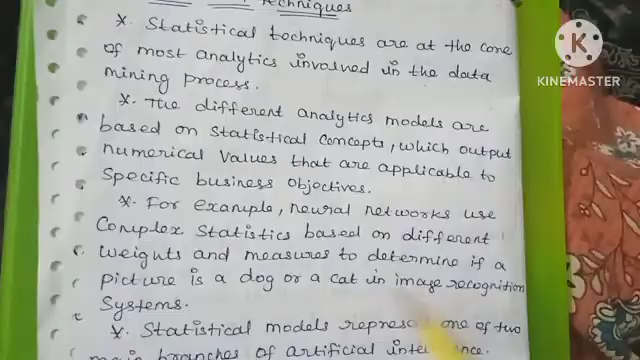 Techniques
*. Statistical techniques are at the core
of most analytics involved in the data
mining process.
*. The different analytics models are
based on statistical concepts, which output
numerical values that are applicable to
specific business objectives.
*. For example, neural networks use
complex statistics based on different
weights and measures to determine if a
picture is a dog or a cat in image recognition
systems.
*. Statistical models one of two
main branches of artificial
KINEMASTER